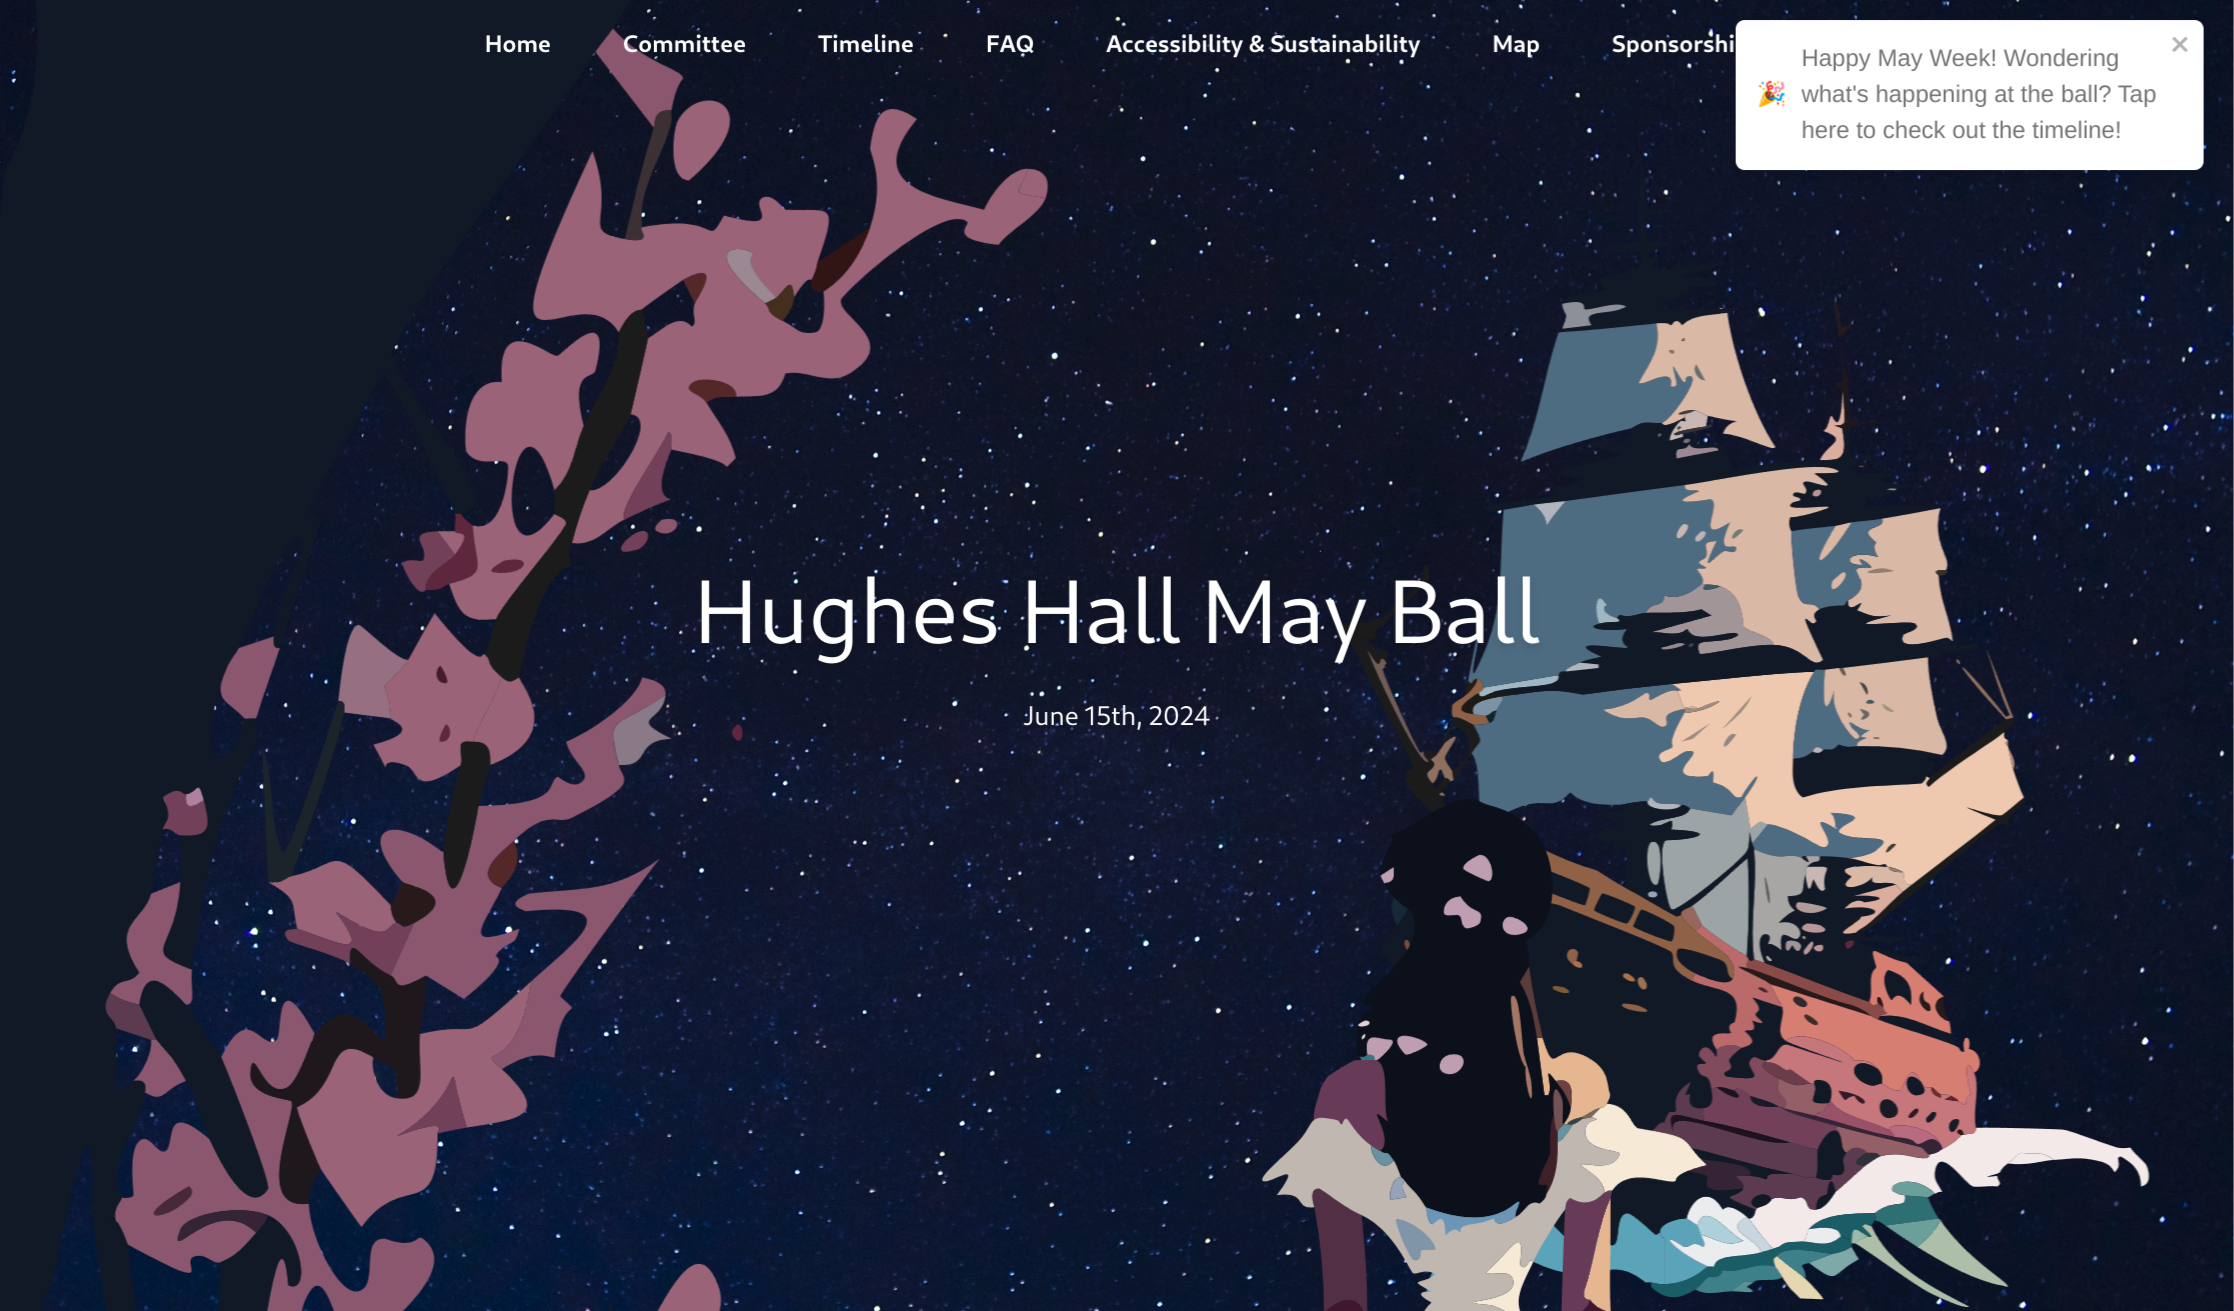 Home Committee Timeline FAQ Accessibility & Sustainability Map Sponsorshi
Happy May Week! Wondering
🎉 what's happening at the ball? Tap
here to check out the timeline!
Hughes Hall May Ball
June 15th, 2024